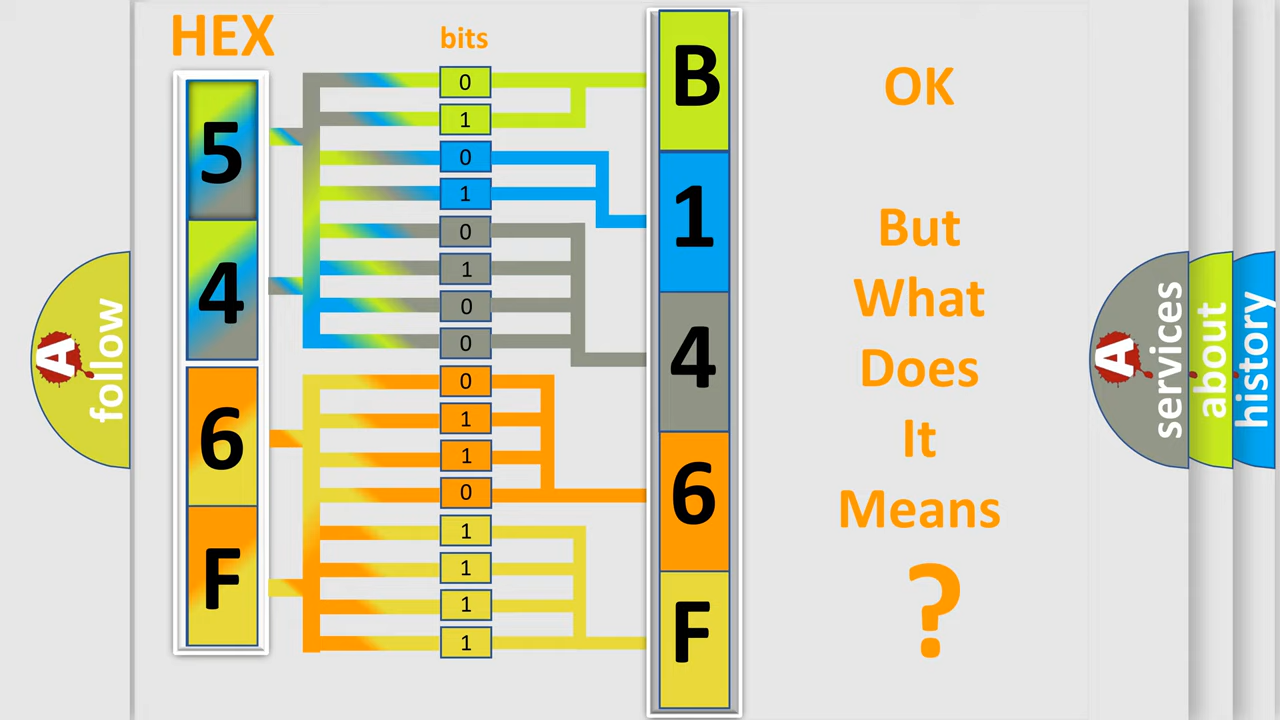 HEX
bits
5
4
6
F
0
1
0
1
0
1
0
0
0
1
1
0
1
1
1
1
B
1
4
6
F
OK
But
What
Does
It
Means
?
A
follow
A
services
about
history